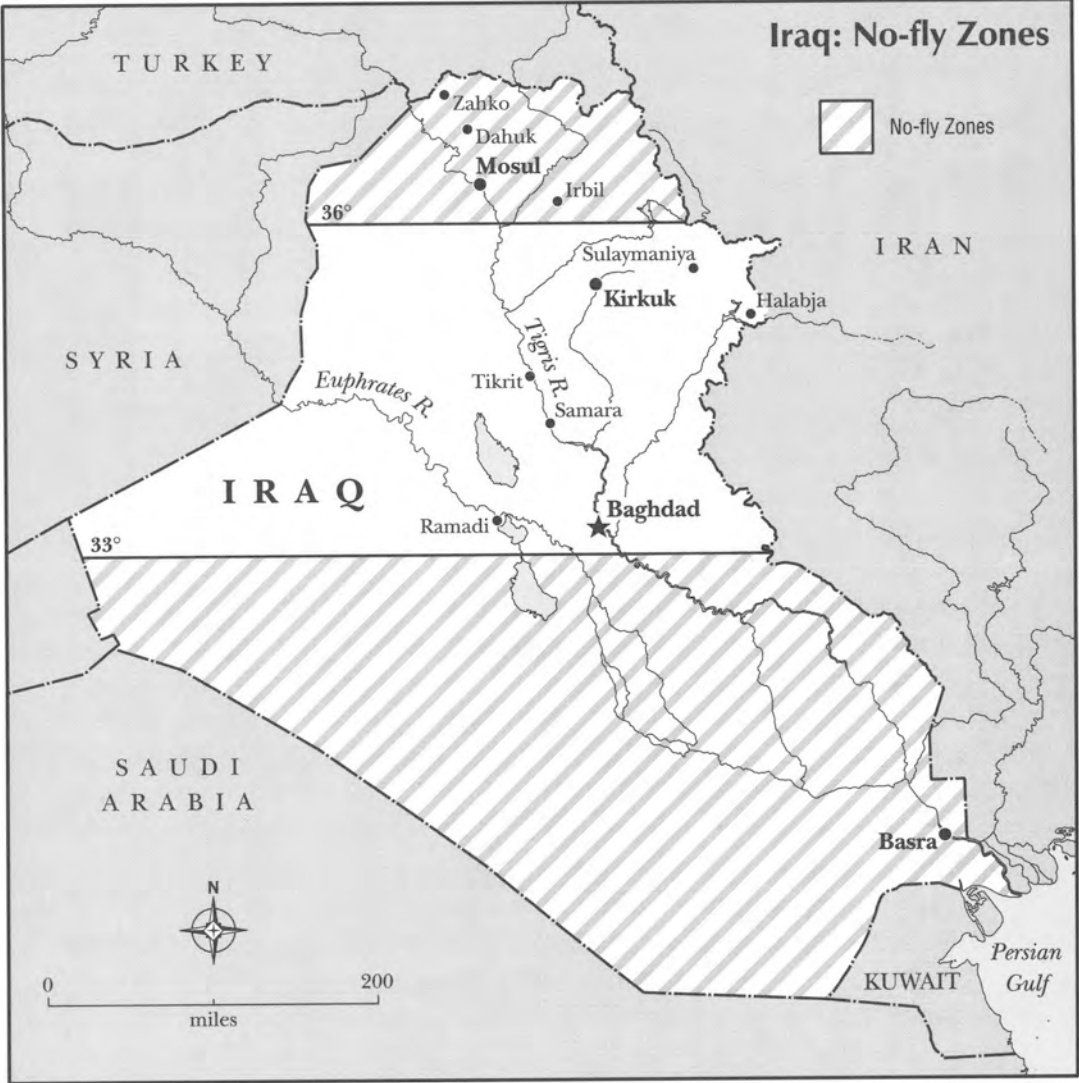 Iraq: No-fly Zones
No-fly Zones
TURKEY
Zahko
Dahuk
Mosul
Irbil
36°
IRAN
Sulaymaniya
Kirkuk
Halabja
SYRIA
Tigris R.
Euphrates R.
Tikrit
Samara
IRAQ
Baghdad
Ramadi
33°
SAUDI
ARABIA
Basra
N
Persian
Gulf
KUWAIT
0 200
miles